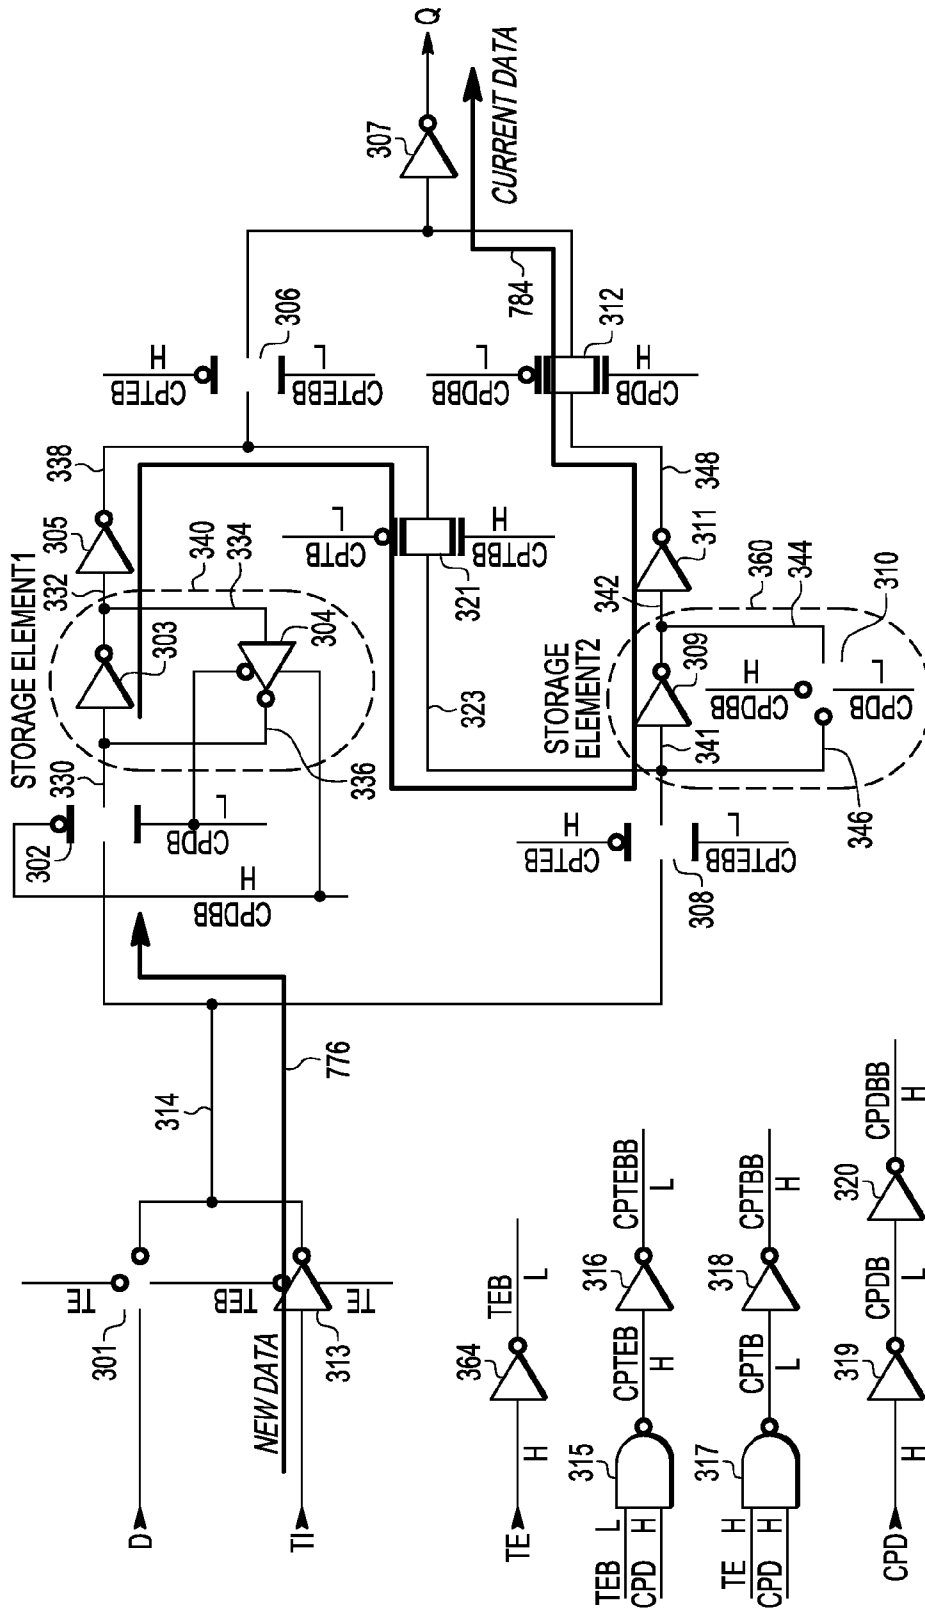 STORAGE ELEMENT1
302
330
303
332
305
338
H
CPTEB
306
CPTEBB
L
340
334
304
336
CPDB
L
CPDBB
H
D
TE
301
314
TEB
NEW DATA
TI
313
TE
776
CPTB
L
321
CPTBB
H
323
307
Q
CURRENT DATA
784
STORAGE
ELEMENT2
CPTEB
H
308
CPTEBB
L
341
309
342
311
348
CPDBB
L
312
CPDB
H
360
344
310
346
CPDBB
H
CPDB
L
TE
H
364
TEB
L
TEB
L
CPD
H
315
CPTEB
H
316
CPTEBB
L
TE
H
CPD
H
317
CPTB
L
318
CPTBB
H
CPD
H
319
CPDB
L
320
CPDBB
H